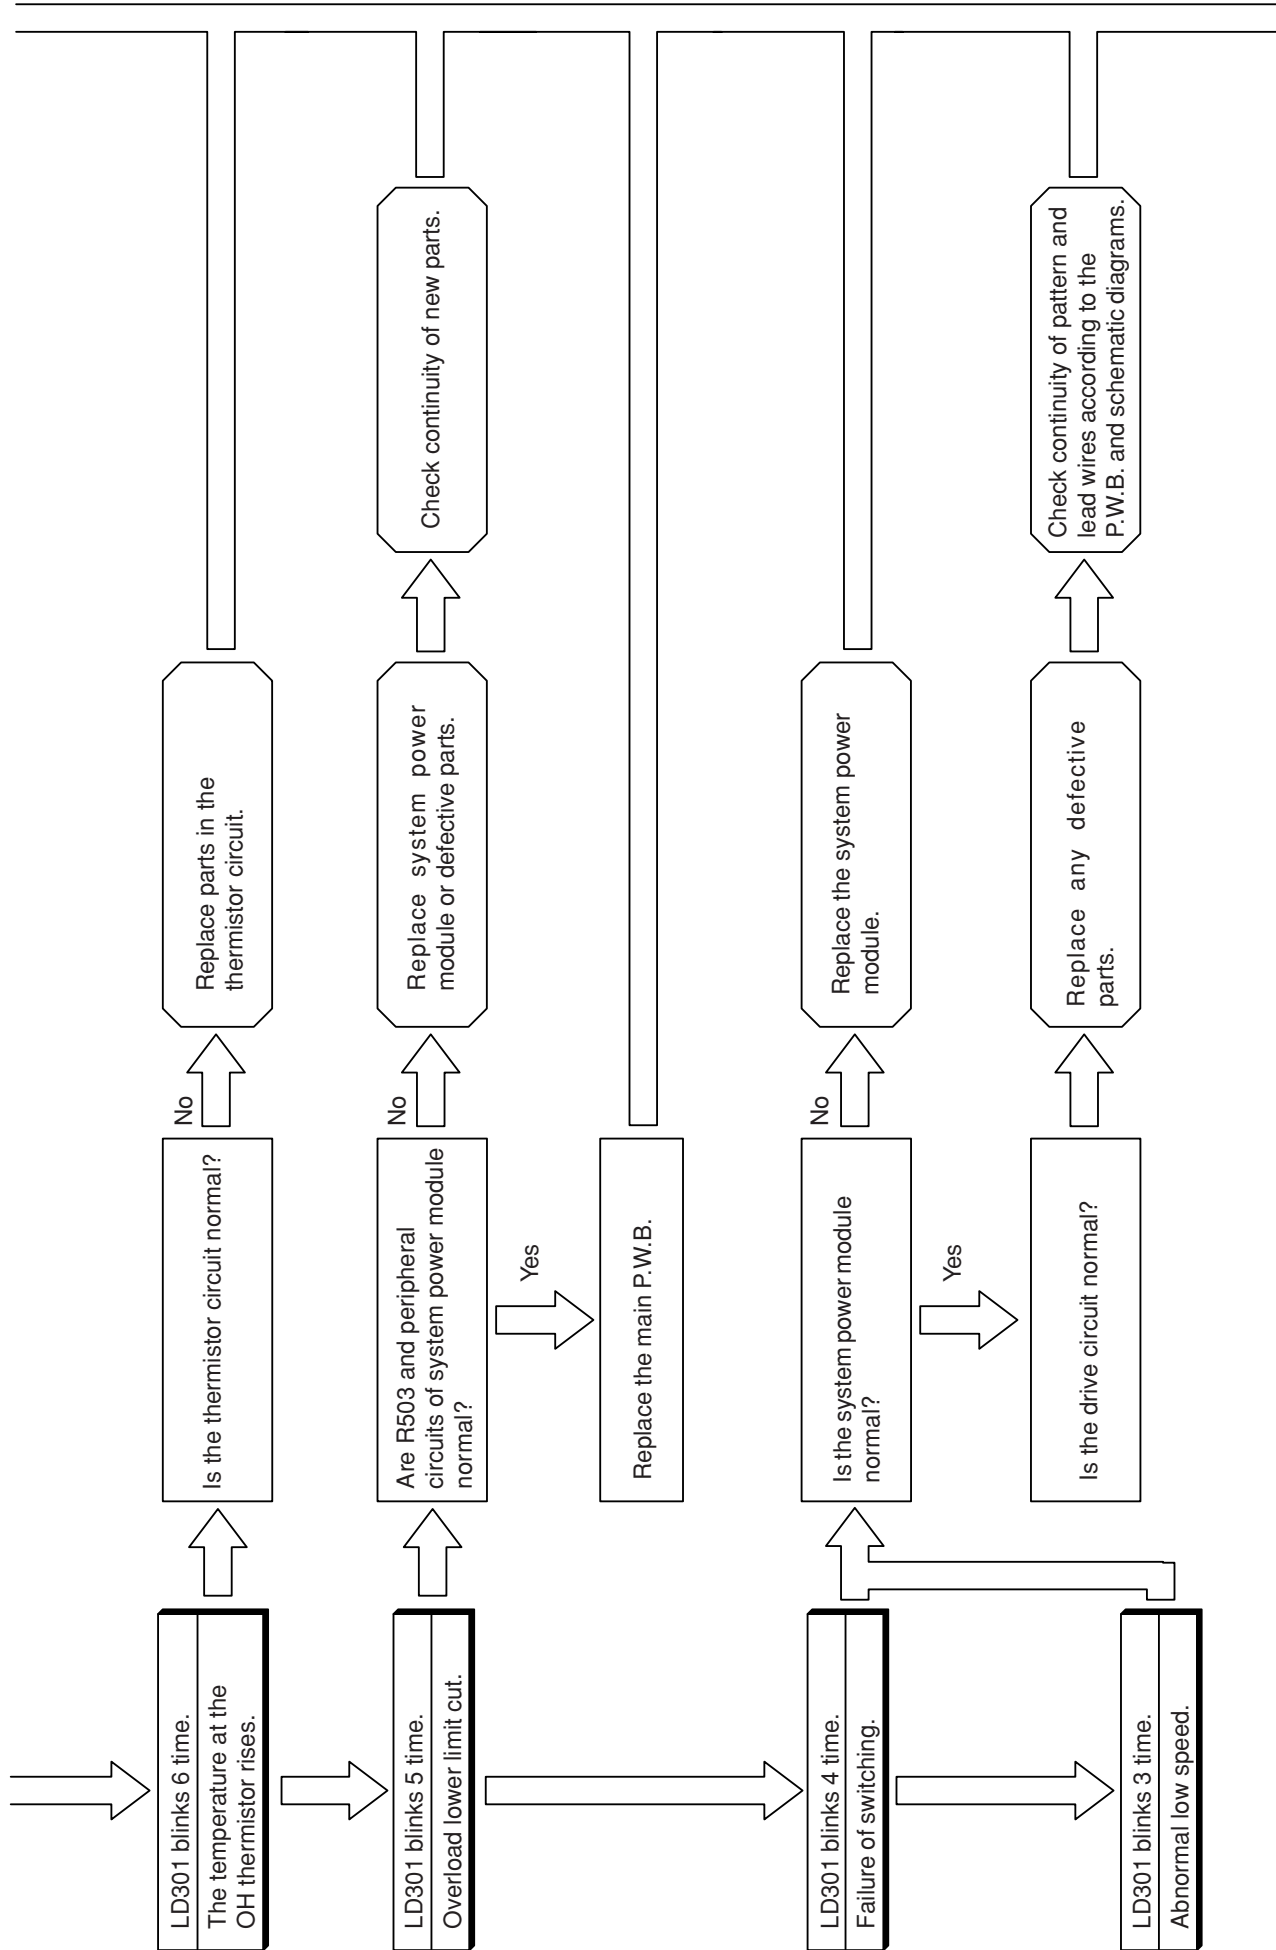 LD301 blinks 6 time.
The temperature at the
OH thermistor rises.
Is the thermistor circuit normal?
No
Replace parts in the
thermistor circuit.
LD301 blinks 5 time.
Overload lower limit cut.
Are R503 and peripheral
circuits of system power module
normal?
No
Replace system power
module or defective parts.
Check continuity of new parts.
Yes
Replace the main P.W.B.
LD301 blinks 4 time.
Failure of switching.
Is the system power module
normal?
No
Replace the system power
module.
Yes
LD301 blinks 3 time.
Abnormal low speed.
Is the drive circuit normal?
Replace any defective
parts.
Check continuity of pattern and
lead wires according to the
P.W.B. and schematic diagrams.